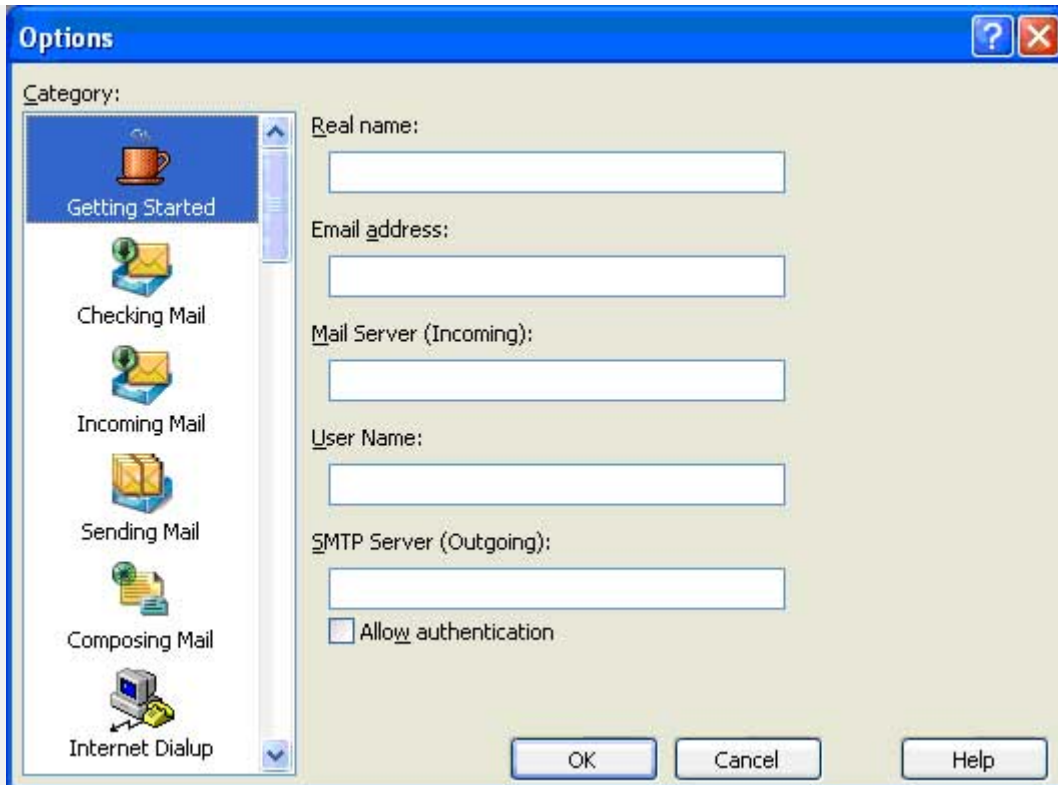 Options
Category:
Getting Started
Checking Mail
Incoming Mail
Sending Mail
Composing Mail
Internet Dialup
Real name:
Email address:
Mail Server (Incoming):
User Name:
SMTP Server (Outgoing):
Allow authentication
OK
Cancel
Help